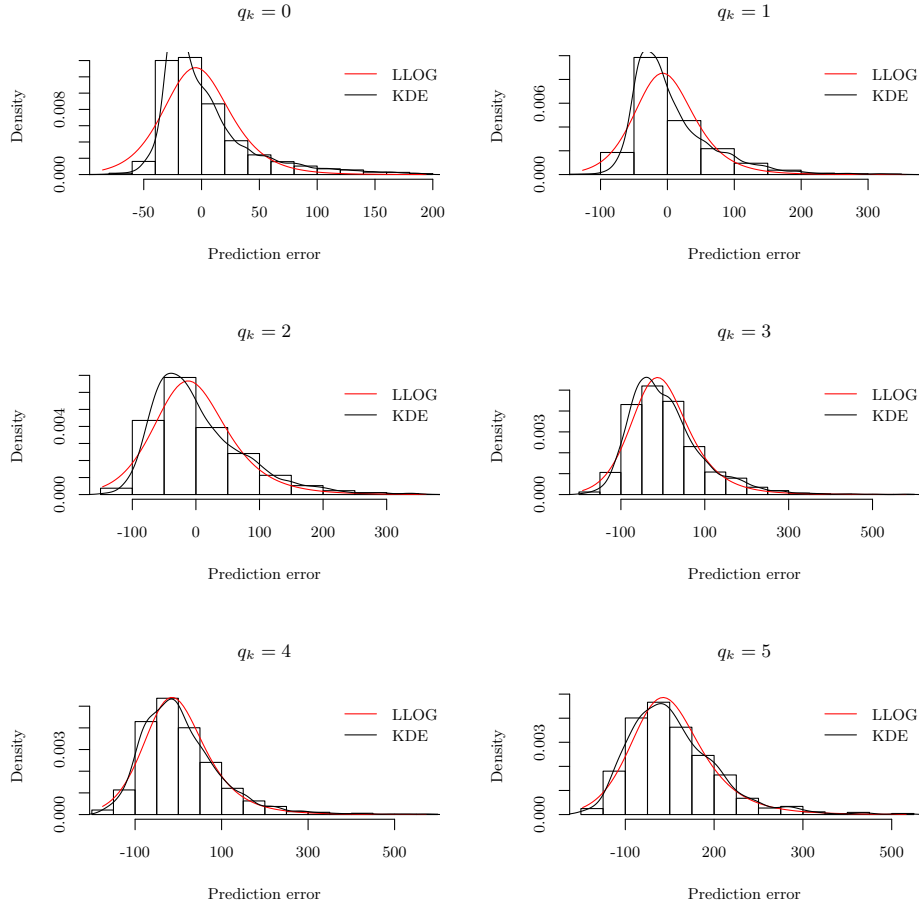 q_k = 0
Density
0.000
0.008
LLOG
KDE
-50 0 50 100 150 200
Prediction error
q_k = 1
Density
0.000
0.006
LLOG
KDE
-100 0 100 200 300
Prediction error
q_k = 2
Density
0.000
0.004
LLOG
KDE
-100 0 100 200 300
Prediction error
q_k = 3
Density
0.000
0.003
LLOG
KDE
-100 100 300 500
Prediction error
q_k = 4
Density
0.000
0.003
LLOG
KDE
-100 100 300 500
Prediction error
q_k = 5
Density
0.000
0.003
LLOG
KDE
-100 200 300 500
Prediction error